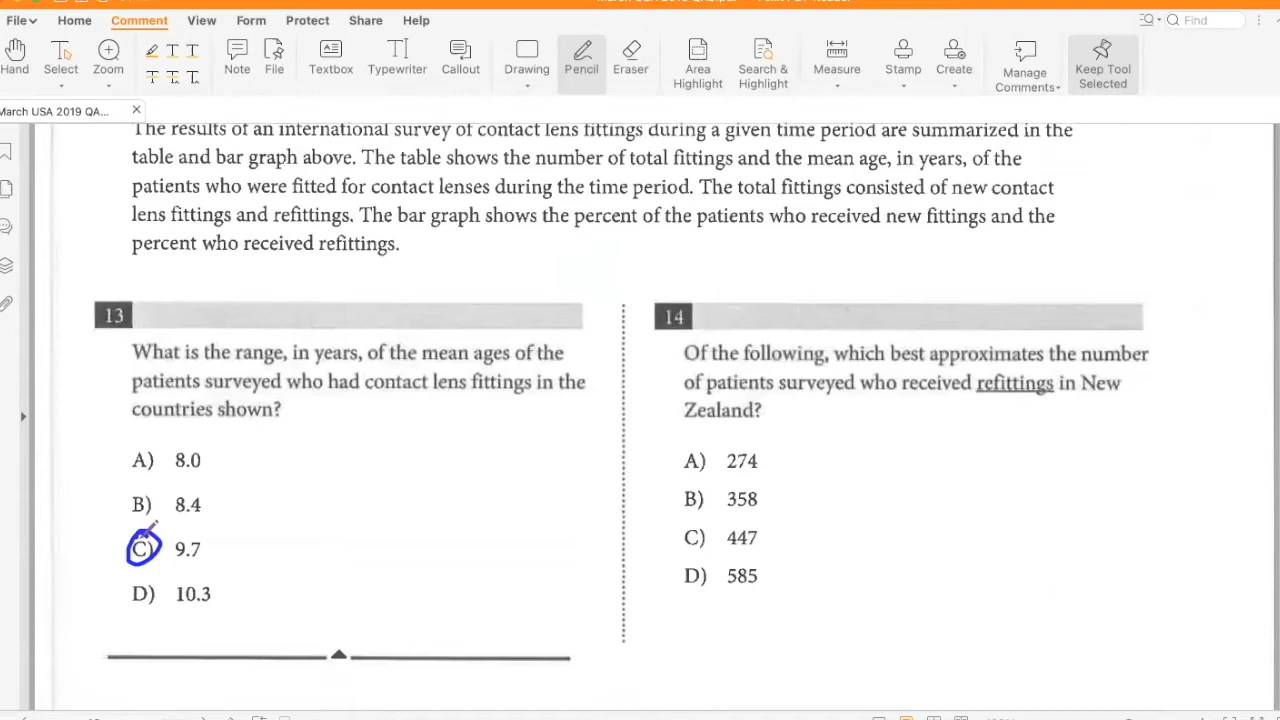 File Home Comment View Form Protect Share Help Find
Hand Select Zoom Note File Textbox Typewriter Callout Drawing Pencil Eraser Area Highlight Search & Highlight Measure Stamp Create Manage Comments Keep Tool Selected
March USA 2019 QA...
The results of an international survey of contact lens fittings during a given time period are summarized in the
table and bar graph above. The table shows the number of total fittings and the mean age, in years, of the
patients who were fitted for contact lenses during the time period. The total fittings consisted of new contact
lens fittings and refittings. The bar graph shows the percent of the patients who received new fittings and the
percent who received refittings.
13
What is the range, in years, of the mean ages of the
patients surveyed who had contact lens fittings in the
countries shown?
A) 8.0
B) 8.4
C) 9.7
D) 10.3
14
Of the following, which best approximates the number
of patients surveyed who received refittings in New
Zealand?
A) 274
B) 358
C) 447
D) 585